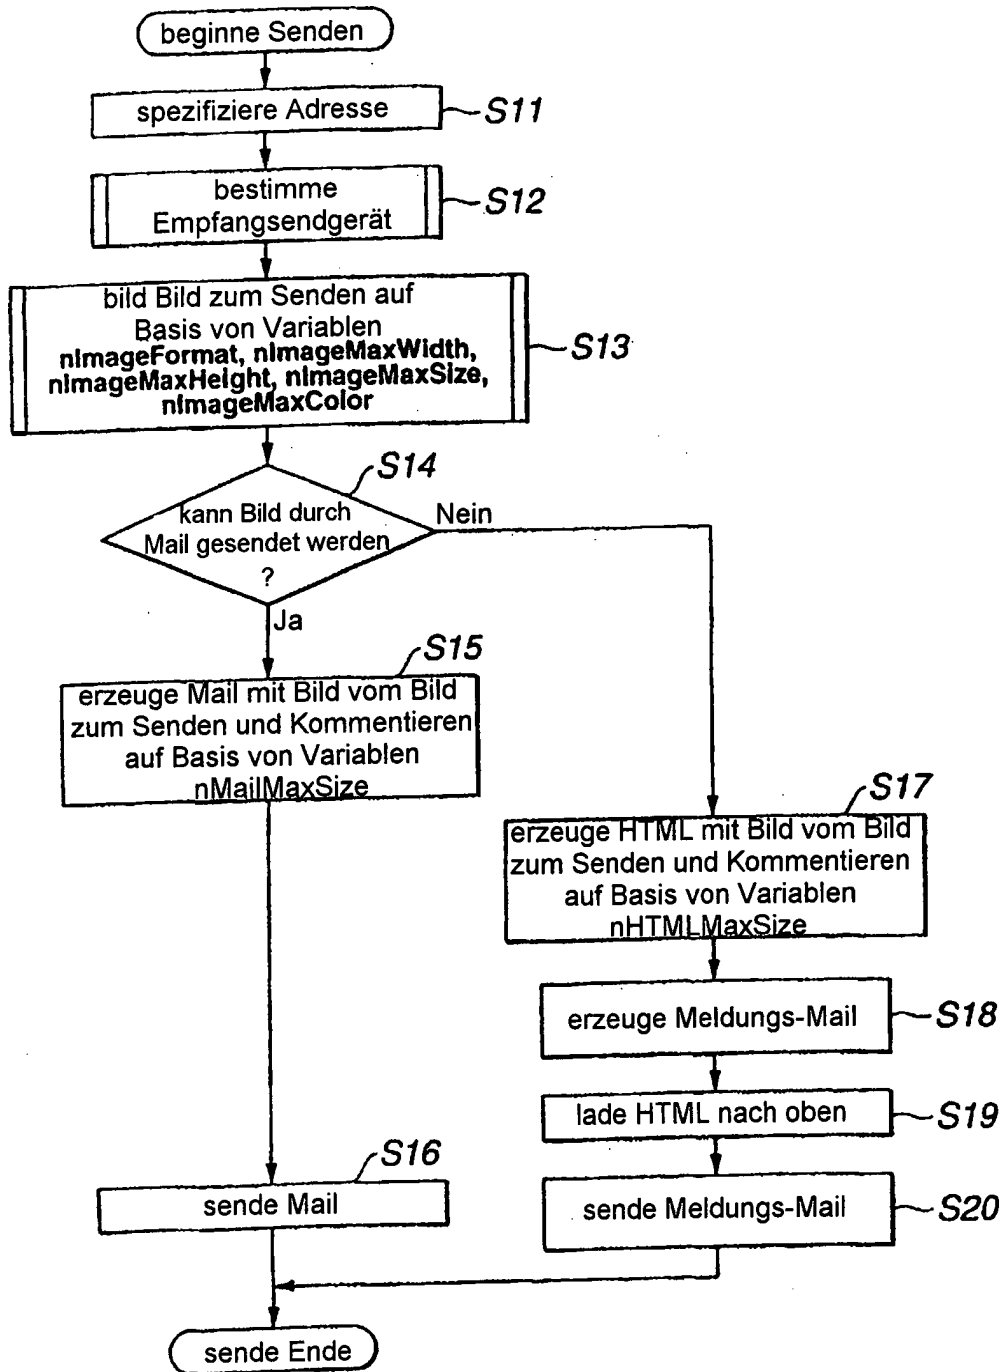 beginne Senden
spezifiziere Adresse
S11
bestimme
Empfangsendgerät
S12
bild Bild zum Senden auf
Basis von Variablen
nImageFormat, nImageMaxWidth,
nImageMaxHeight, nImageMaxSize,
nImageMaxColor
S13
S14
kann Bild durch
Mail gesendet werden
?
Nein
Ja
S15
erzeuge Mail mit Bild vom Bild
zum Senden und Kommentieren
auf Basis von Variablen
nMailMaxSize
S17
erzeuge HTML mit Bild vom Bild
zum Senden und Kommentieren
auf Basis von Variablen
nHTMLMaxSize
erzeuge Meldungs-Mail
S18
lade HTML nach oben
S19
S16
sende Mail
sende Meldungs-Mail
S20
sende Ende